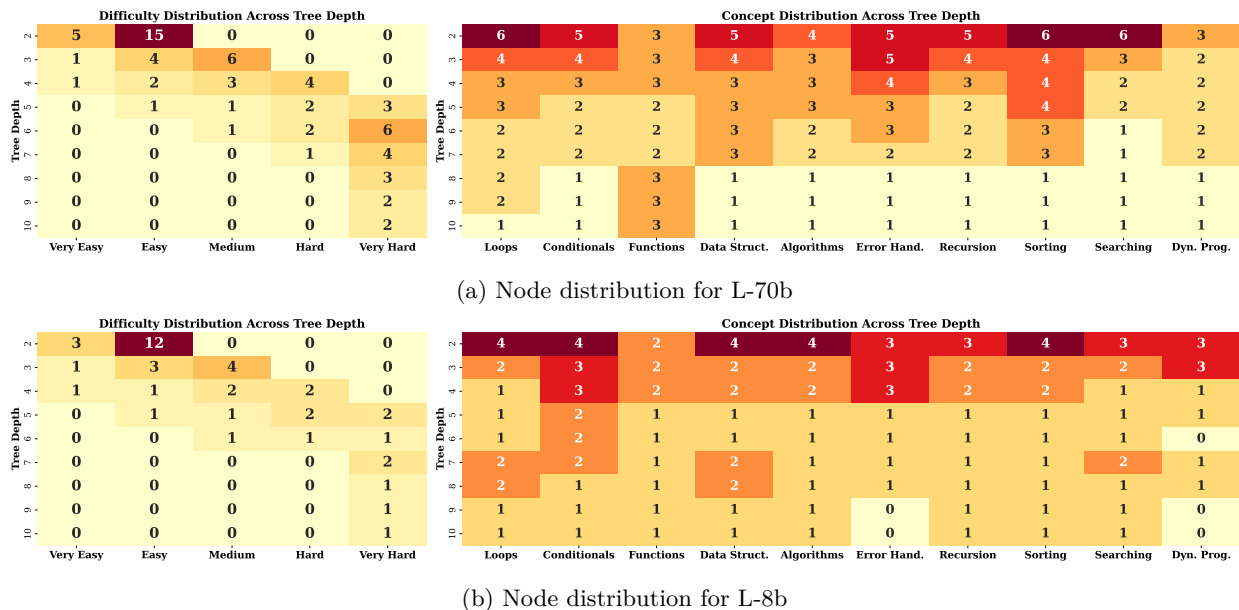 Difficulty Distribution Across Tree Depth
Concept Distribution Across Tree Depth
2 5 15 0 0 0 6 5 3 5 4 5 5 6 6 3
3 1 4 6 0 0 4 4 3 4 3 5 4 4 3 2
4 1 2 3 4 0 3 3 3 3 3 4 3 4 2 2
5 0 1 1 2 3 3 2 2 3 3 3 2 4 2 2
6 0 0 1 2 6 2 2 2 3 2 3 2 3 1 2
7 0 0 0 1 4 2 2 2 3 2 2 2 3 1 2
8 0 0 0 0 3 2 1 3 1 1 1 1 1 1 1
9 0 0 0 0 2 2 1 3 1 1 1 1 1 1 1
10 0 0 0 0 2 1 1 3 1 1 1 1 1 1 1
Tree Depth
Tree Depth
Very Easy Easy Medium Hard Very Hard
Loops Conditionals Functions Data Struct. Algorithms Error Hand. Recursion Sorting Searching Dyn. Prog.
(a) Node distribution for L-70b
Difficulty Distribution Across Tree Depth
Concept Distribution Across Tree Depth
2 3 12 0 0 0 4 4 2 4 4 3 3 4 3 3
3 1 3 4 0 0 2 3 2 2 2 3 2 2 2 3
4 1 1 2 2 0 1 3 2 2 2 3 2 2 1 1
5 0 1 1 2 2 1 2 1 1 1 1 1 1 1 1
6 0 0 1 1 1 1 2 1 1 1 1 1 1 1 0
7 0 0 0 0 2 2 2 1 2 1 1 1 1 2 1
8 0 0 0 0 1 2 1 1 2 1 1 1 1 1 1
9 0 0 0 0 1 1 1 1 1 1 0 1 1 1 0
10 0 0 0 0 1 1 1 1 1 1 0 1 1 1 0
Tree Depth
Tree Depth
Very Easy Easy Medium Hard Very Hard
Loops Conditionals Functions Data Struct. Algorithms Error Hand. Recursion Sorting Searching Dyn. Prog.
(b) Node distribution for L-8b